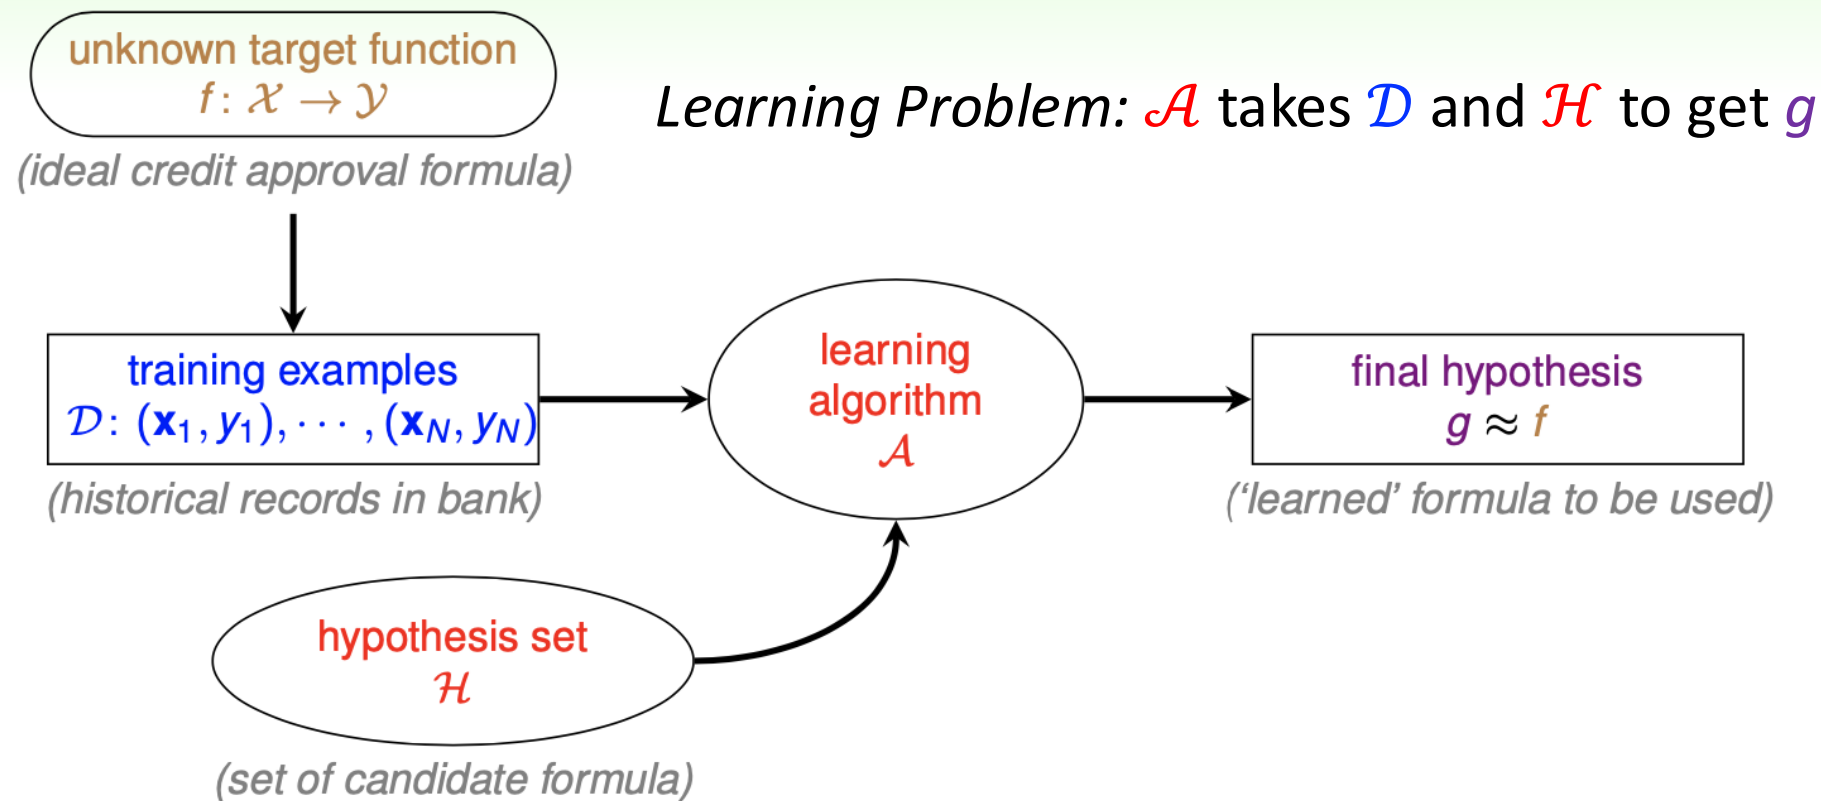 unknown target function
f: 𝒳 → 𝒴
(ideal credit approval formula)
Learning Problem: 𝒜 takes 𝒟 and ℋ to get g
training examples
𝒟: (x₁, y₁), ⋯ , (x_N, y_N)
(historical records in bank)
learning
algorithm
𝒜
final hypothesis
g ≈ f
(‘learned’ formula to be used)
hypothesis set
ℋ
(set of candidate formula)